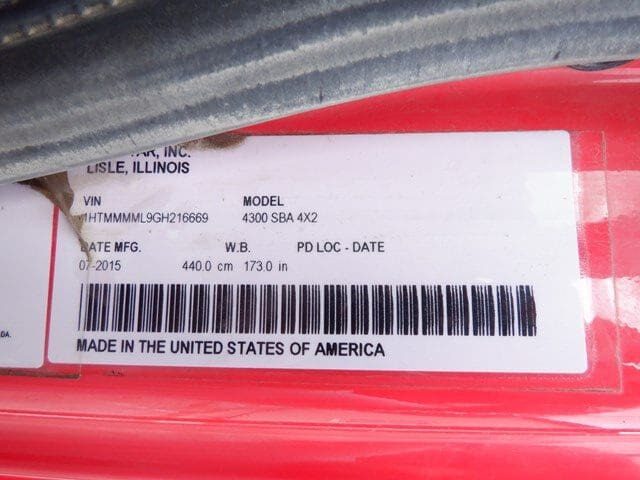 INC.
LISLE, ILLINOIS
VIN MODEL
1HTMMMML9GH216669 4300 SBA 4X2
DATE MFG. W.B. PD LOC - DATE
07-2015 440.0 cm 173.0 in
MADE IN THE UNITED STATES OF AMERICA